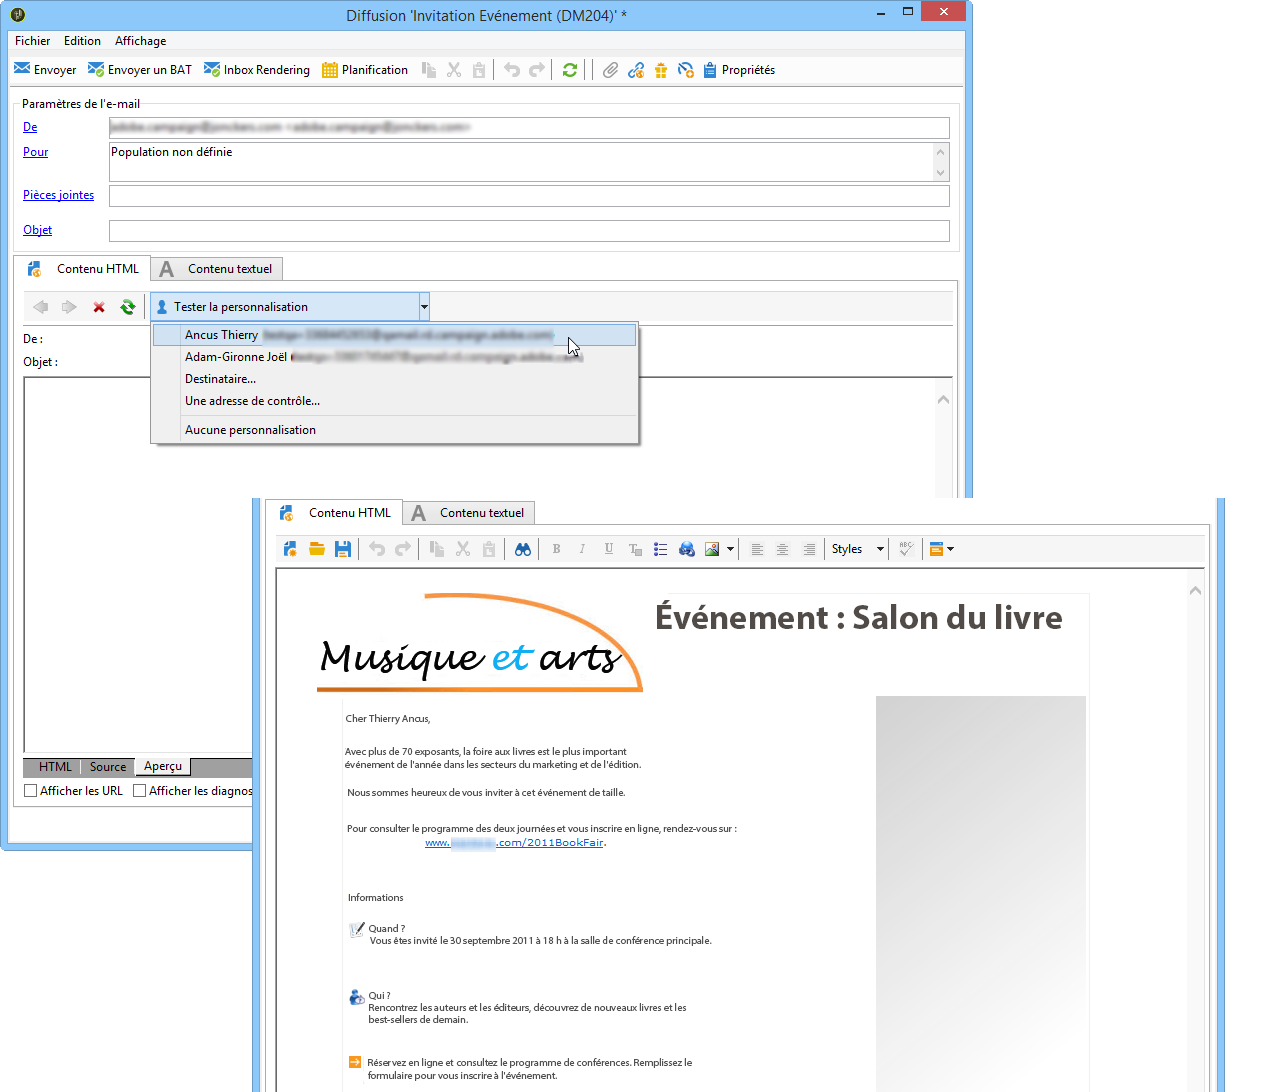 Diffusion 'Invitation Evénement (DM204)' *
Fichier Edition Affichage
Envoyer Envoyer un BAT Inbox Rendering Planification Propriétés
Paramètres de l'e-mail
De
Pour Population non définie
Pièces jointes
Objet
Contenu HTML A Contenu textuel
Tester la personnalisation
De :
Objet :
Ancus Thierry
Adam-Gironne Joël
Destinataire...
Une adresse de contrôle...
Aucune personnalisation
HTML Source Aperçu
Afficher les URL Afficher les diagnos
Contenu HTML A Contenu textuel
B I U T Styles ABC
Événement : Salon du livre
Musique et arts
Cher Thierry Ancus,
Avec plus de 70 exposants, la foire aux livres est le plus important
événement de l'année dans les secteurs du marketing et de l'édition.
Nous sommes heureux de vous inviter à cet événement de taille.
Pour consulter le programme des deux journées et vous inscrire en ligne, rendez-vous sur :
www. .com/2011BookFair.
Informations
Quand ?
Vous êtes invité le 30 septembre 2011 à 18 h à la salle de conférence principale.
Qui ?
Rencontrez les auteurs et les éditeurs, découvrez de nouveaux livres et les
best-sellers de demain.
Réservez en ligne et consultez le programme de conférences. Remplissez le
formulaire pour vous inscrire à l'événement.